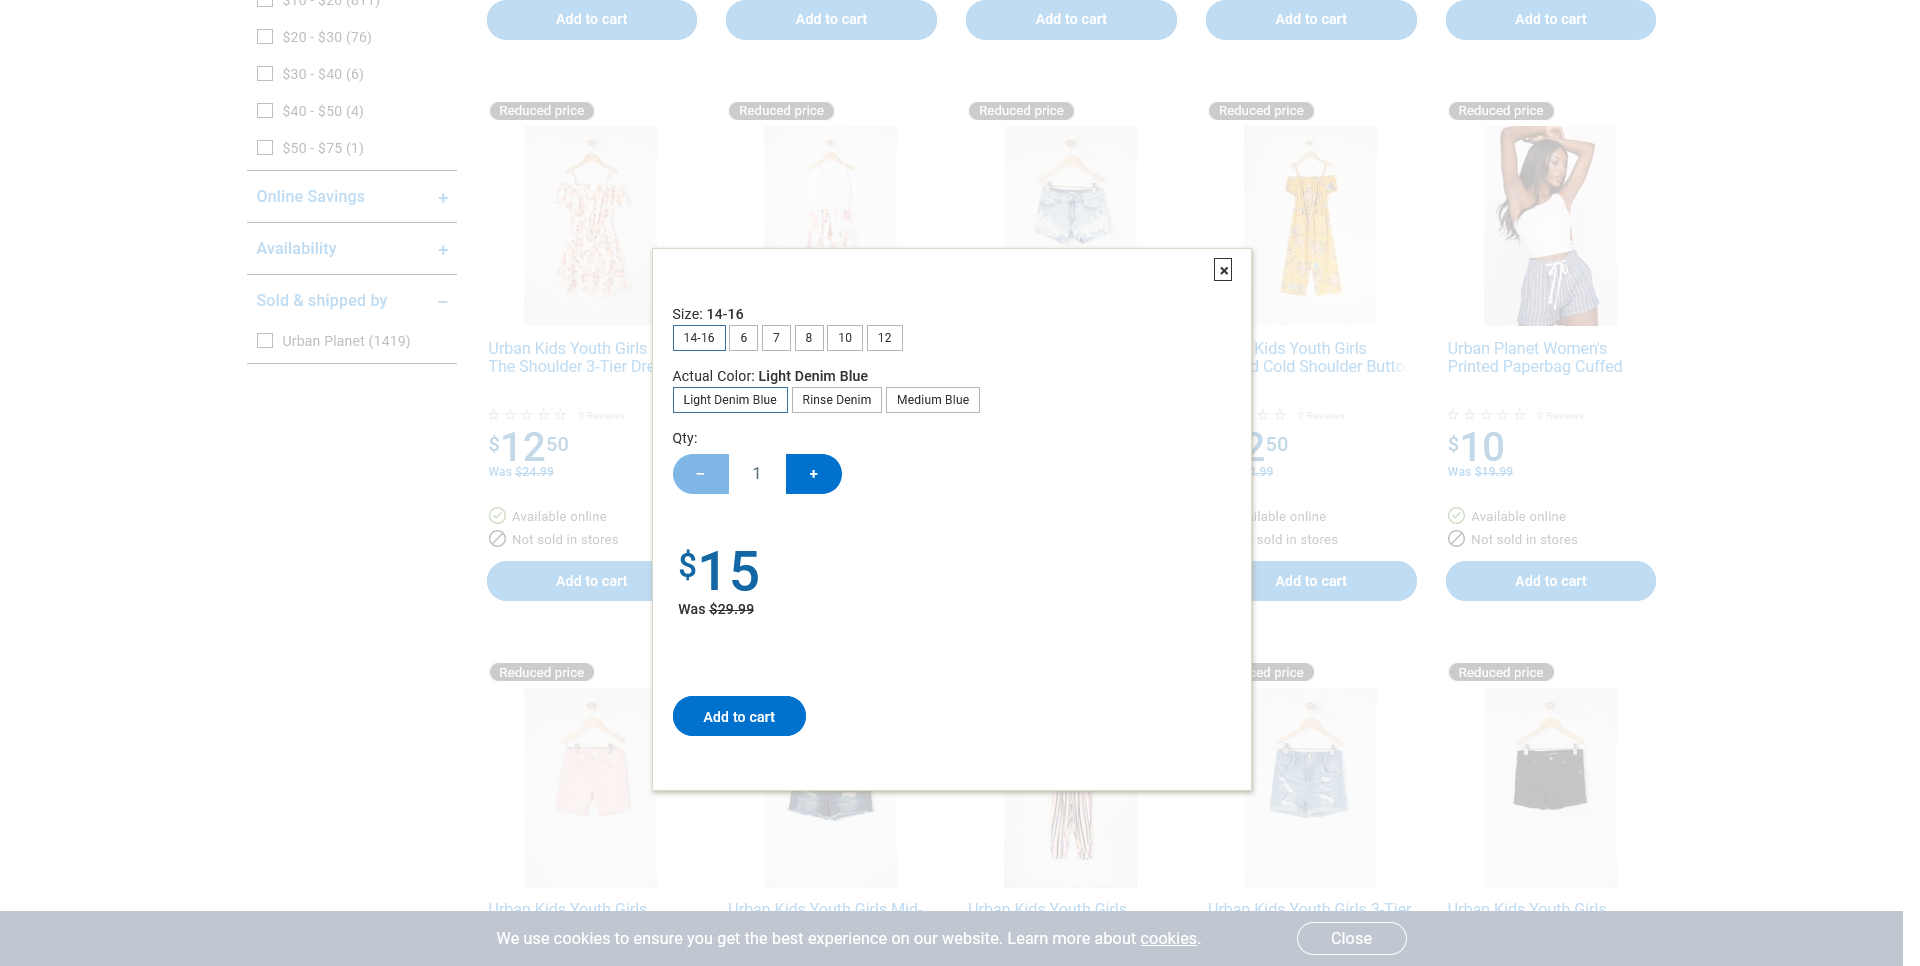 $10 - $20 (811)
$20 - $30 (76)
$30 - $40 (6)
$40 - $50 (4)
$50 - $75 (1)
Online Savings +
Availability +
Sold & shipped by –
Urban Planet (1419)
Add to cart
Add to cart
Add to cart
Add to cart
Add to cart
Reduced price
Reduced price
Reduced price
Reduced price
Reduced price
Urban Kids Youth Girls
The Shoulder 3-Tier Dre
0 Reviews
$12 50
Was $24.99
Available online
Not sold in stores
Add to cart
Kids Youth Girls
d Cold Shoulder Butto
0 Reviews
2 50
.99
ilable online
sold in stores
Add to cart
Urban Planet Women's
Printed Paperbag Cuffed
0 Reviews
$10
Was $19.99
Available online
Not sold in stores
Add to cart
×
Size: 14-16
14-16 6 7 8 10 12
Actual Color: Light Denim Blue
Light Denim Blue Rinse Denim Medium Blue
Qty:
– 1 +
$15
Was $29.99
Add to cart
Reduced price
ced price
Reduced price
Urban Kids Youth Girls
Urban Kids Youth Girls Mid-
Urban Kids Youth Girls
Urban Kids Youth Girls 3-Tier
Urban Kids Youth Girls
We use cookies to ensure you get the best experience on our website. Learn more about cookies.
Close